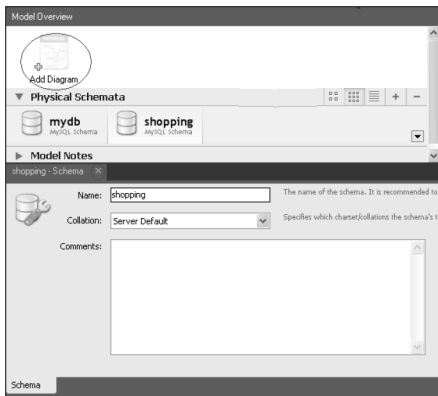 Model Overview
Add Diagram
Physical Schemata
mydb
MySQL Schema
shopping
MySQL Schema
Model Notes
shopping - Schema
Name:
shopping
The name of the schema. It is recommended to
Collation:
Server Default
Specifies which charset/collations the schema's t
Comments:
Schema